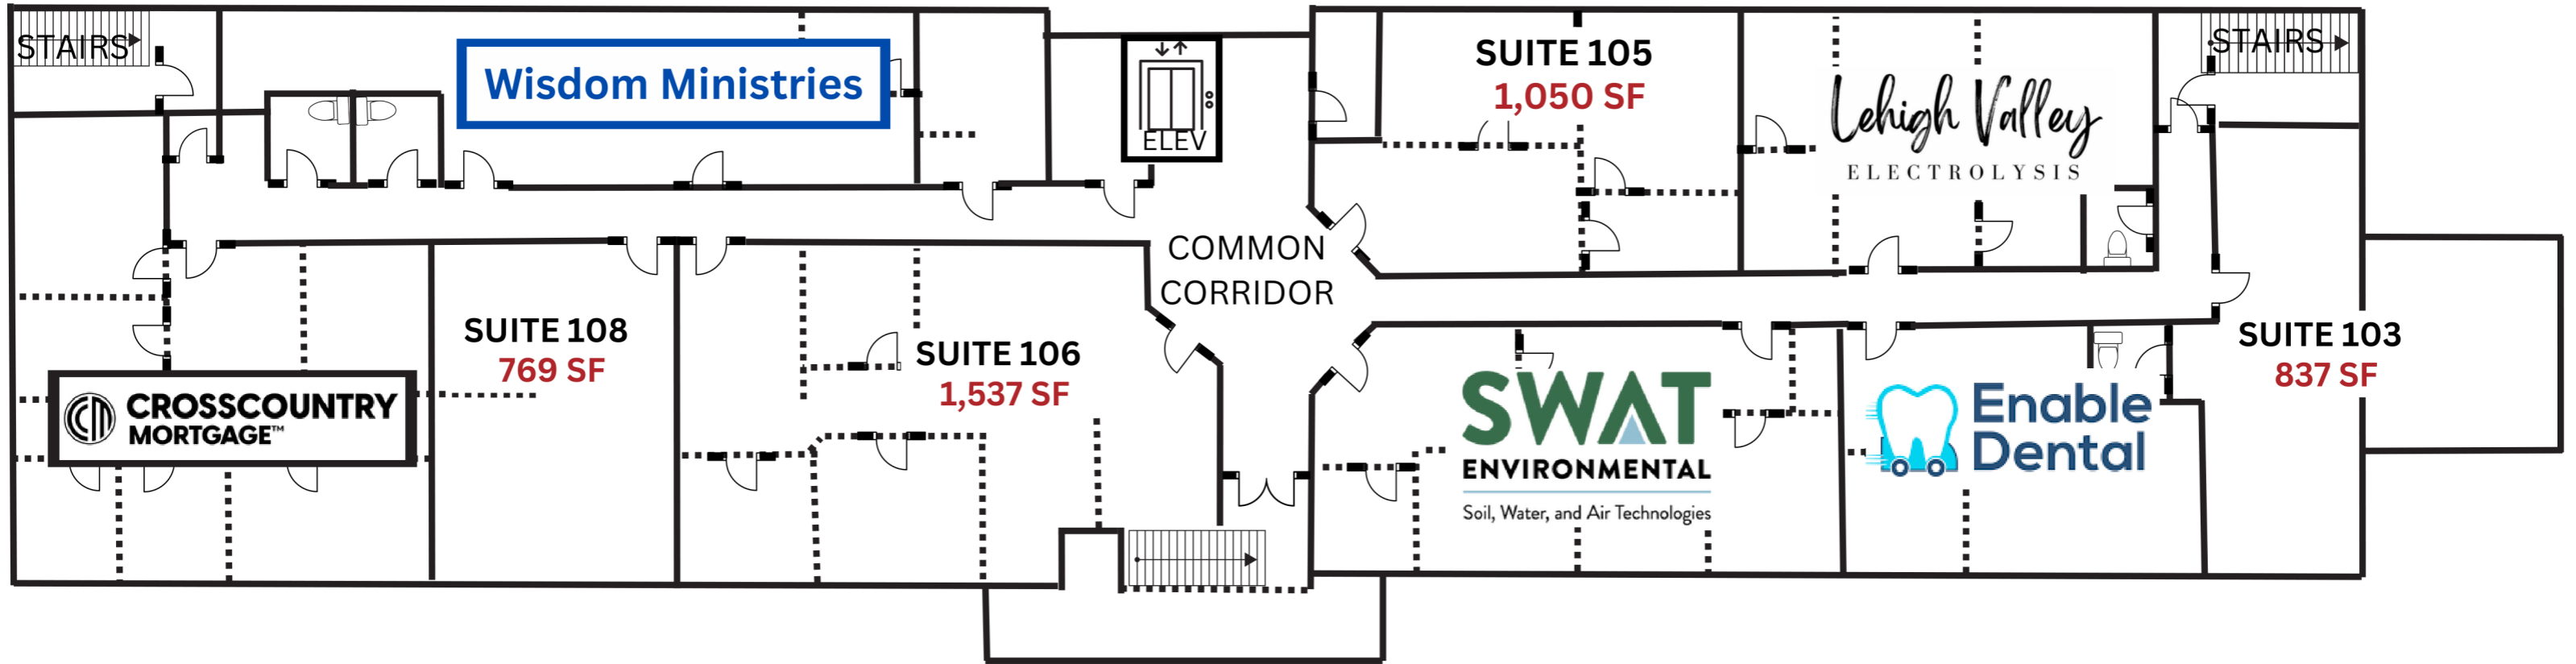 STAIRS
Wisdom Ministries
ELEV
SUITE 105
1,050 SF
Lehigh Valley
ELECTROLYSIS
STAIRS
COMMON
CORRIDOR
SUITE 108
769 SF
SUITE 106
1,537 SF
SUITE 103
837 SF
CROSSCOUNTRY
MORTGAGE™
SWAT
ENVIRONMENTAL
Soil, Water, and Air Technologies
Enable
Dental